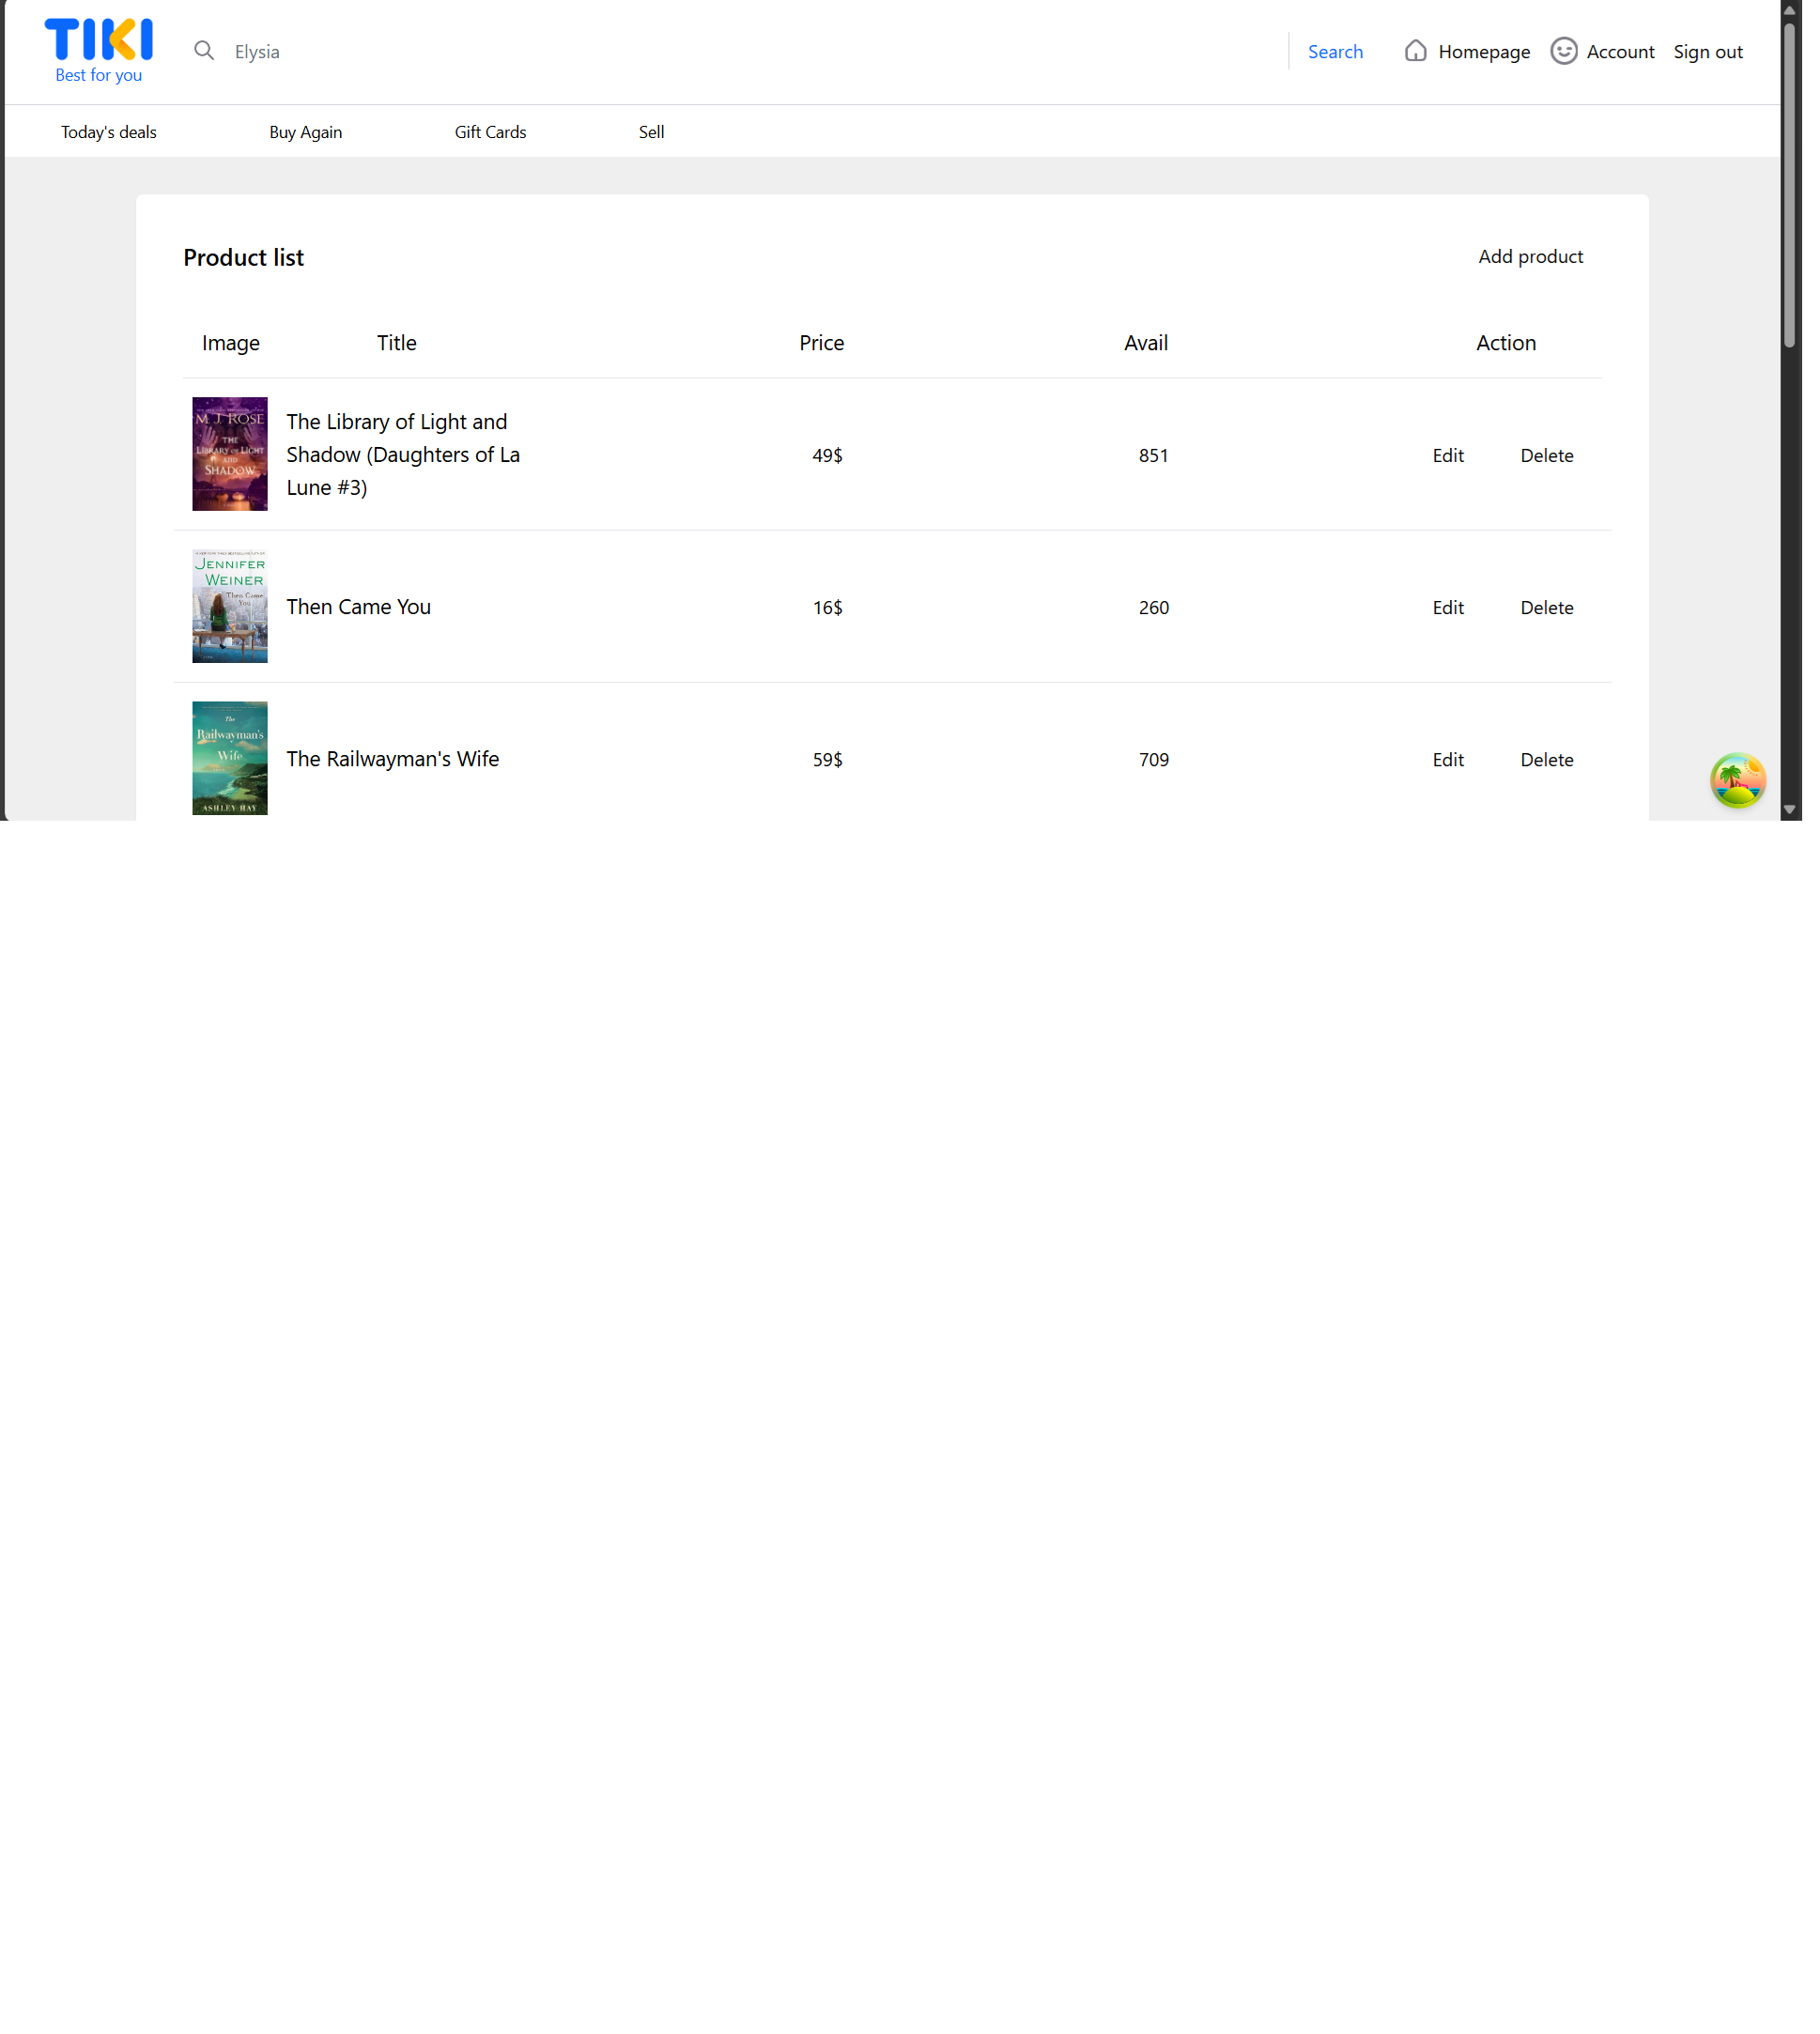 TIKI
Best for you
Elysia
Search
Homepage
Account
Sign out
Today's deals
Buy Again
Gift Cards
Sell
Product list
Add product
Image
Title
Price
Avail
Action
M. J. ROSE
THE
LIBRARY OF LIGHT
AND
SHADOW
The Library of Light and
Shadow (Daughters of La
Lune #3)
49$
851
Edit
Delete
JENNIFER
WEINER
Then Came
You
Then Came You
16$
260
Edit
Delete
The
Railwayman's
Wife
ASHLEY HAY
The Railwayman's Wife
59$
709
Edit
Delete